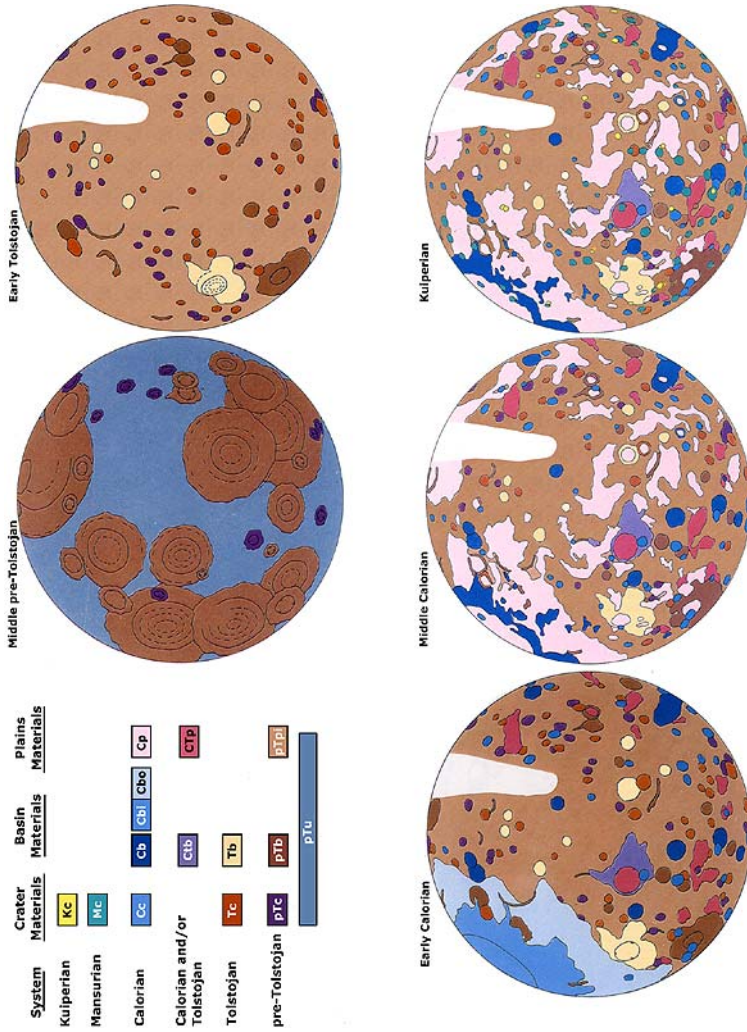 System
Crater
Materials
Basin
Materials
Plains
Materials
Kuiperian Kc
Mansurian Mc
Calorian Cc Cb Cbl Cbo Cp
Calorian and/or
Tolstojan Ctb CTp
Tolstojan Tc Tb
pre-Tolstojan pTc pTb pTpi
pTu
Middle pre-Tolstojan
Early Tolstojan
Early Calorian
Middle Calorian
Kuiperian